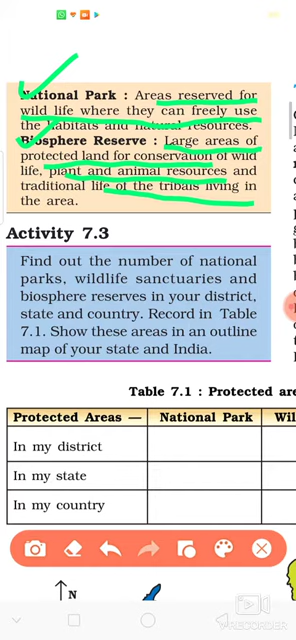 National Park : Areas reserved for
wild life where they can freely use
the habitats and natural resources.
Biosphere Reserve : Large areas of
protected land for conservation of wild
life, plant and animal resources and
traditional life of the tribals living in
the area.
Activity 7.3
Find out the number of national
parks, wildlife sanctuaries and
biosphere reserves in your district,
state and country. Record in Table
7.1. Show these areas in an outline
map of your state and India.
Table 7.1 : Protected are
Protected Areas — National Park Wil
In my district
In my state
In my country
N
RECORDER